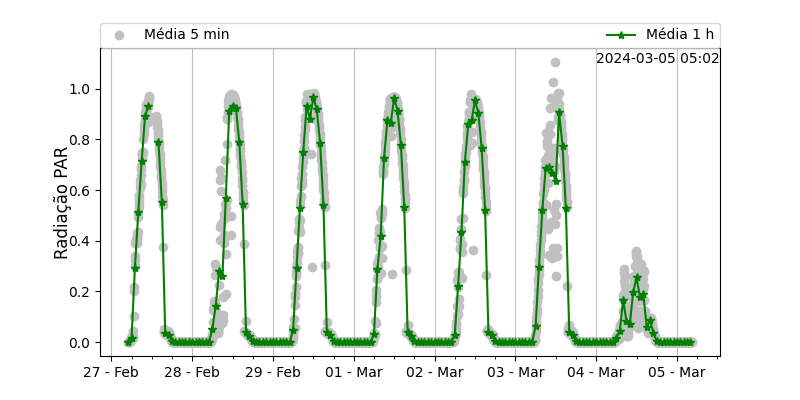 Média 5 min
Média 1 h
2024-03-05 05:02
Radiação PAR
1.0
0.8
0.6
0.4
0.2
0.0
27 - Feb
28 - Feb
29 - Feb
01 - Mar
02 - Mar
03 - Mar
04 - Mar
05 - Mar